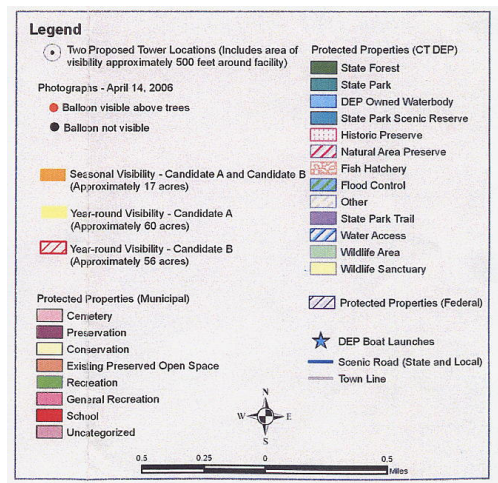 Legend
Two Proposed Tower Locations (Includes area of
visibility approximately 500 feet around facility)
Photographs - April 14, 2006
Balloon visible above trees
Balloon not visible
Seasonal Visibility - Candidate A and Candidate B
(Approximately 17 acres)
Year-round Visibility - Candidate A
(Approximately 60 acres)
Year-round Visibility - Candidate B
(Approximately 56 acres)
Protected Properties (Municipal)
Cemetery
Preservation
Conservation
Existing Preserved Open Space
Recreation
General Recreation
School
Uncategorized
Protected Properties (CT DEP)
State Forest
State Park
DEP Owned Waterbody
State Park Scenic Reserve
Historic Preserve
Natural Area Preserve
Fish Hatchery
Flood Control
Other
State Park Trail
Water Access
Wildlife Area
Wildlife Sanctuary
Protected Properties (Federal)
DEP Boat Launches
Scenic Road (State and Local)
Town Line
N
W E
S
0.5 0.25 0 0.5
Miles